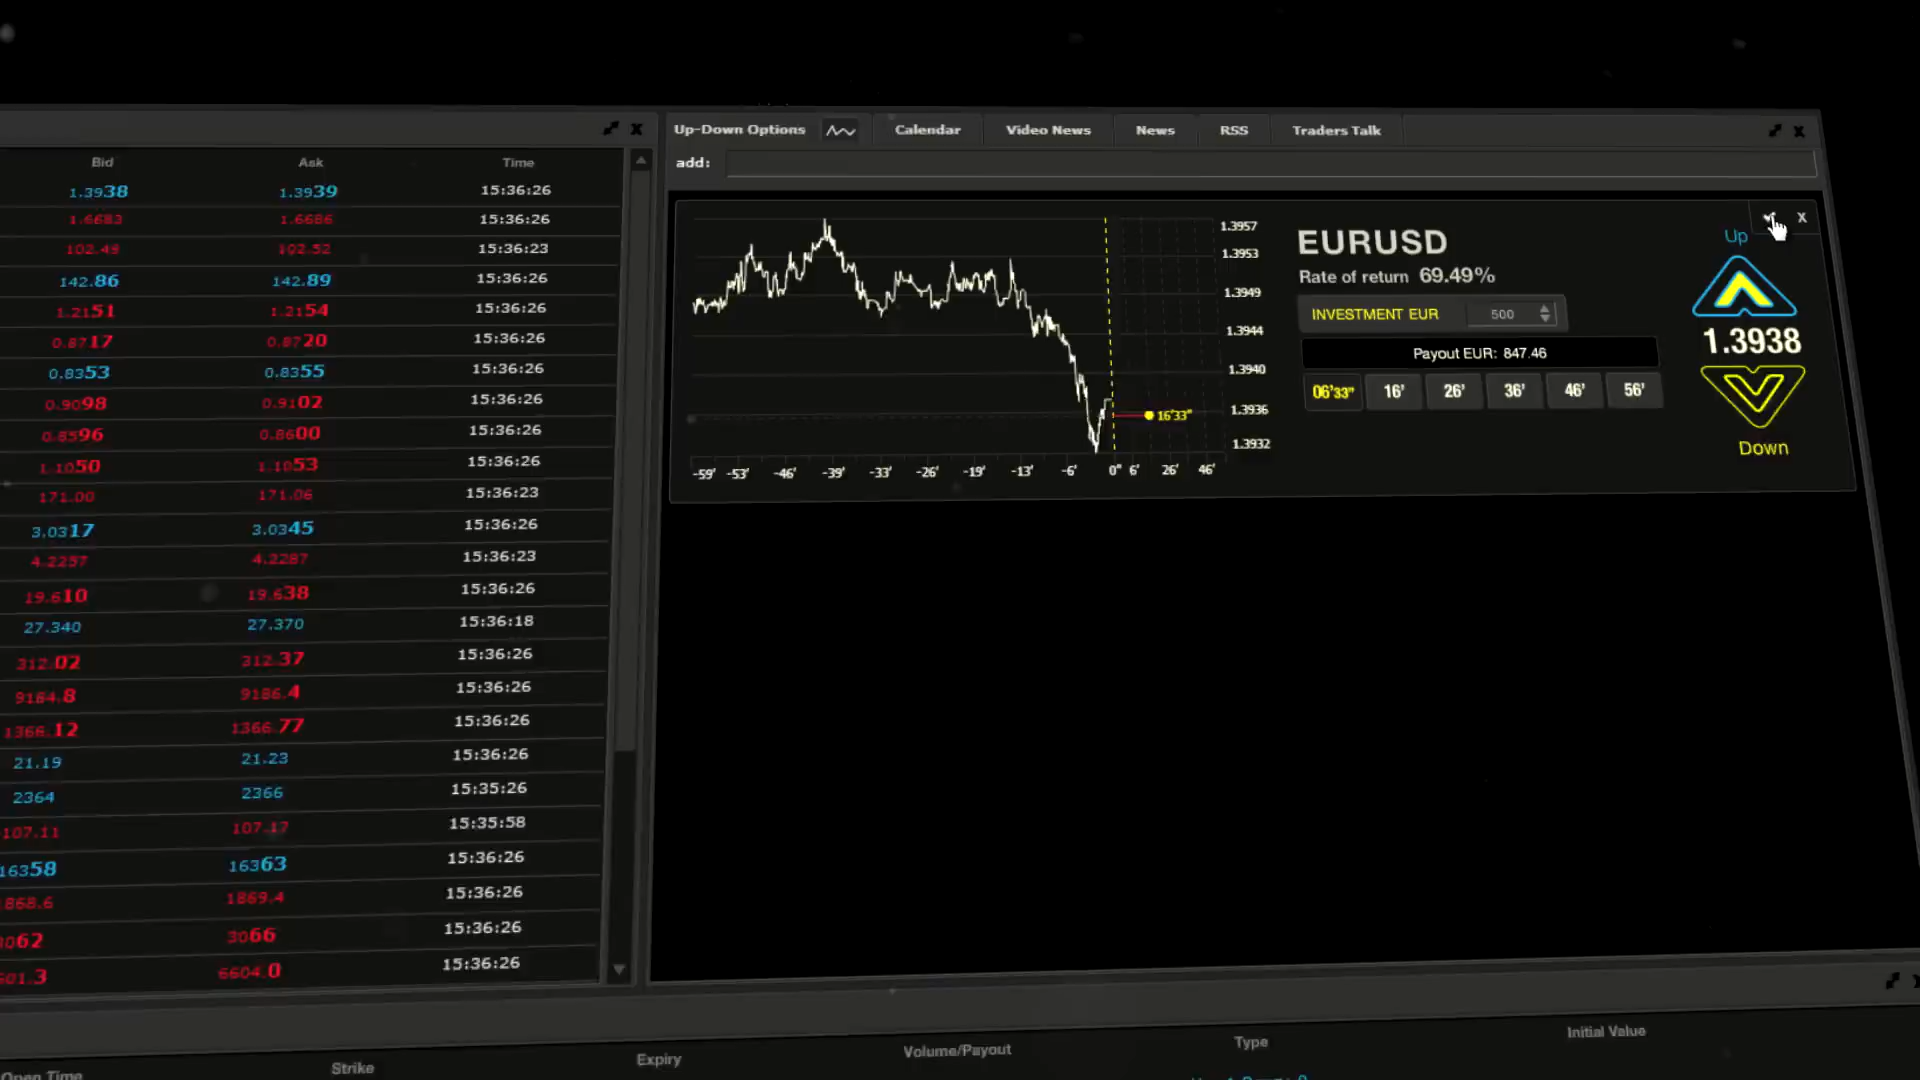 Bid Ask Time
1.3938 1.3939 15:36:26
1.6683 1.6686 15:36:26
102.49 102.52 15:36:23
142.86 142.89 15:36:26
1.2151 1.2154 15:36:26
0.8717 0.8720 15:36:26
0.8353 0.8355 15:36:26
0.9098 0.9102 15:36:26
0.8596 0.8600 15:36:26
1.1050 1.1053 15:36:26
171.00 171.06 15:36:23
3.0317 3.0345 15:36:26
4.2257 4.2287 15:36:23
19.610 19.638 15:36:26
27.340 27.370 15:36:18
312.02 312.37 15:36:26
9184.8 9186.4 15:36:26
1366.12 1366.77 15:36:26
21.19 21.23 15:36:26
2364 2366 15:35:26
107.11 107.17 15:35:58
16358 16363 15:36:26
868.6 1869.4 15:36:26
3062 3066 15:36:26
601.3 6604.0 15:36:26
Up-Down Options Calendar Video News News RSS Traders Talk
add:
1.3957
1.3953
1.3949
1.3944
1.3940
1.3936
1.3932
16'33"
-59' -53' -46' -39' -33' -26' -19' -13' -6' 0" 6' 26' 46'
EURUSD
Rate of return 69.49%
INVESTMENT EUR 500
Payout EUR: 847.46
06'33" 16' 26' 36' 46' 56'
x
Up
1.3938
Down
Open Time Strike Expiry Volume/Payout Type Initial Value